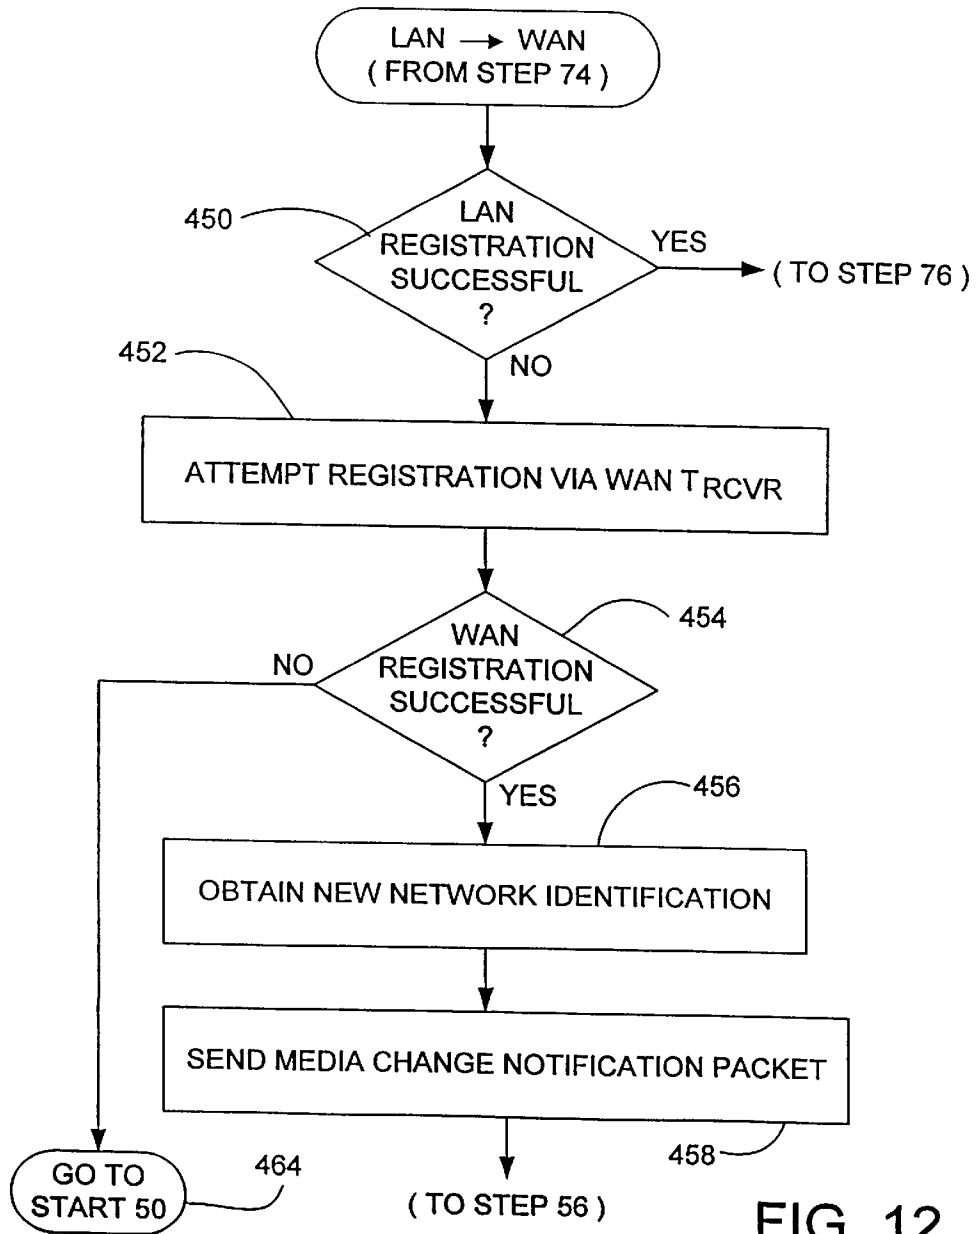 LAN → WAN
( FROM STEP 74 )
450
LAN
REGISTRATION
SUCCESSFUL
?
YES
( TO STEP 76 )
NO
452
ATTEMPT REGISTRATION VIA WAN TRCVR
454
WAN
REGISTRATION
SUCCESSFUL
?
NO
YES
456
OBTAIN NEW NETWORK IDENTIFICATION
SEND MEDIA CHANGE NOTIFICATION PACKET
458
GO TO
START 50
464
( TO STEP 56 )
FIG. 12